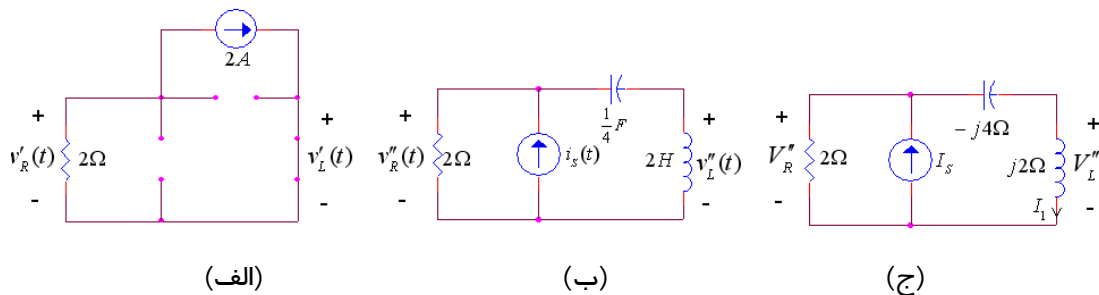 2A
+
v′_R(t)
-
2Ω
+
v′_L(t)
-
(الف)
+
v″_R(t)
-
2Ω
i_s(t)
1/4 F
2H
+
v″_L(t)
-
(ب)
+
V″_R
-
2Ω
I_S
-j4Ω
j2Ω
I_1
+
V″_L
-
(ج)